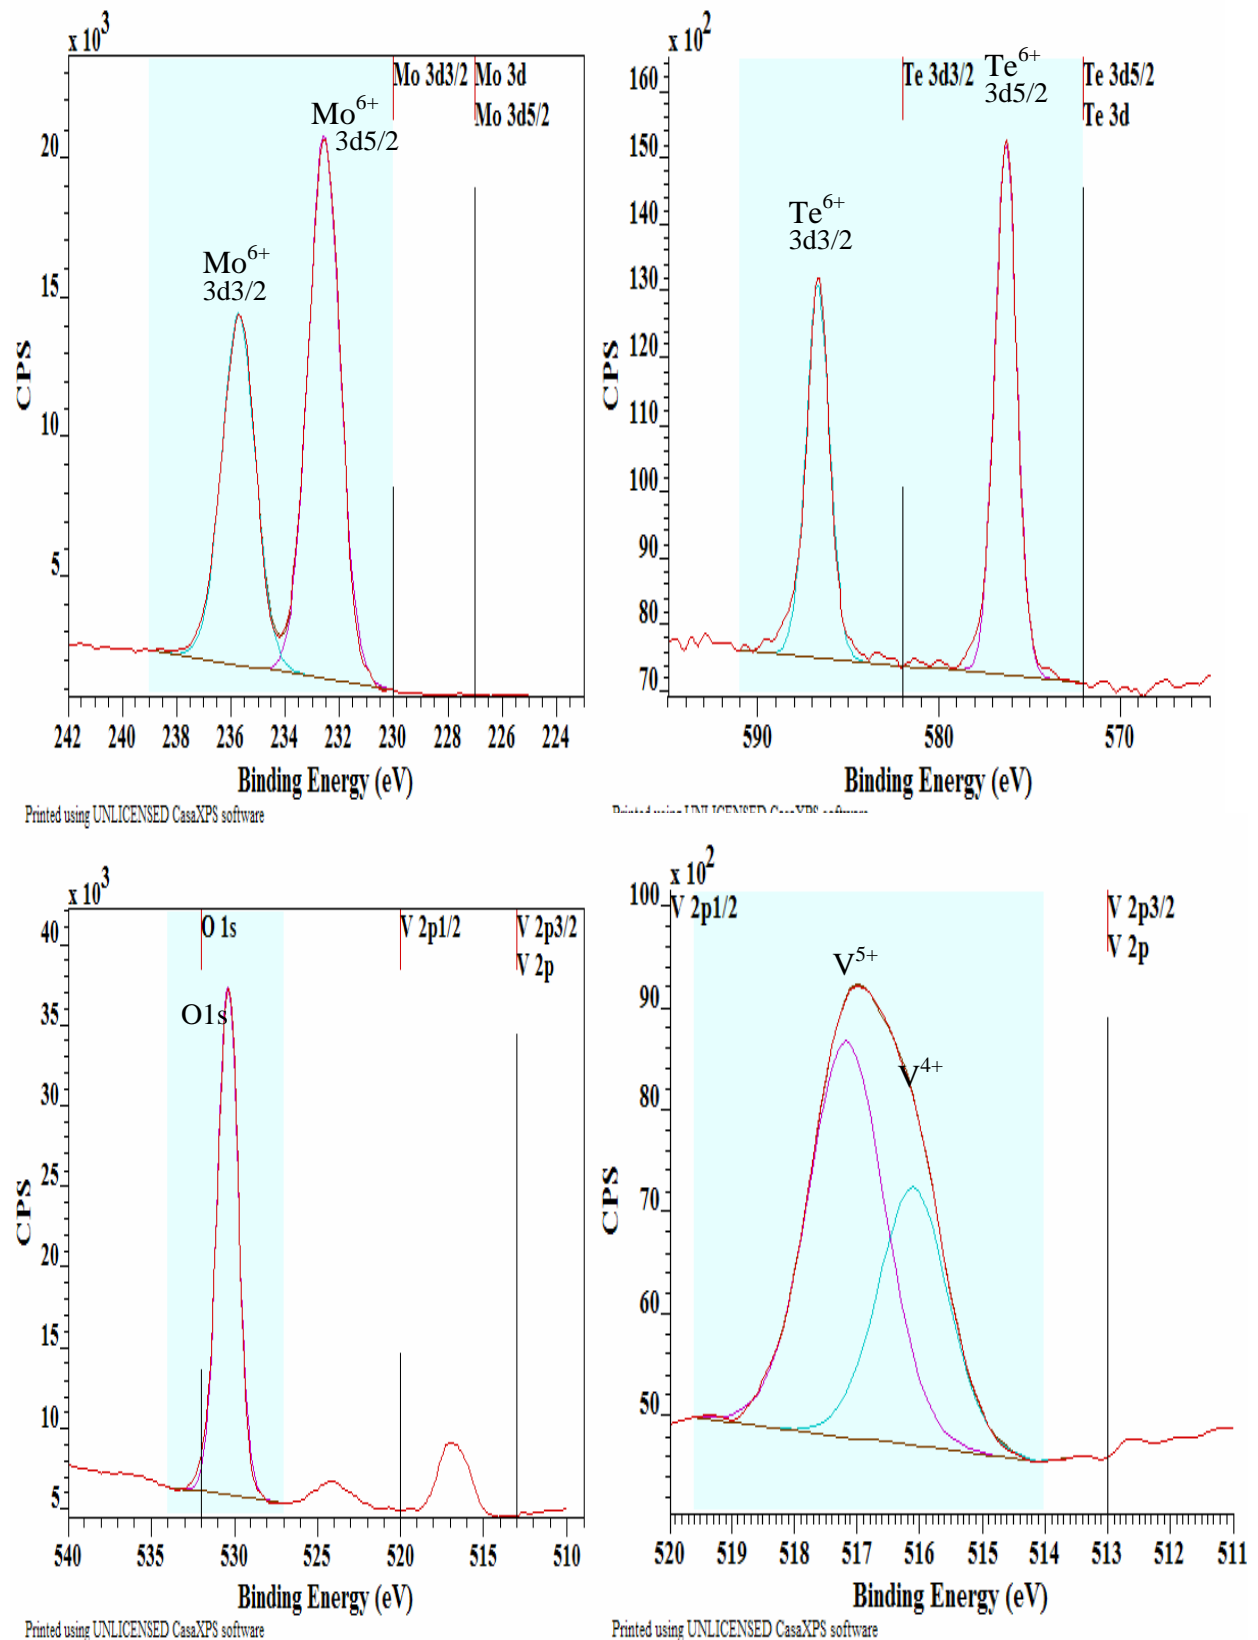 x 10³
Mo 3d3/2
Mo 3d
Mo 3d5/2
Mo⁶⁺
3d5/2
Mo⁶⁺
3d3/2
20
15
10
5
CPS
242 240 238 236 234 232 230 228 226 224
Binding Energy (eV)
Printed using UNLICENSED CasaXPS software
x 10²
Te 3d3/2
Te⁶⁺
3d5/2
Te 3d5/2
Te 3d
Te⁶⁺
3d3/2
160
150
140
130
120
110
100
90
80
70
CPS
590 580 570
Binding Energy (eV)
Printed using UNLICENSED CasaXPS software
x 10³
O 1s
V 2p1/2
V 2p3/2
V 2p
O1s
40
35
30
25
20
15
10
5
CPS
540 535 530 525 520 515 510
Binding Energy (eV)
Printed using UNLICENSED CasaXPS software
x 10²
V 2p1/2
V 2p3/2
V 2p
V⁵⁺
V⁴⁺
100
90
80
70
60
50
CPS
520 519 518 517 516 515 514 513 512 511
Binding Energy (eV)
Printed using UNLICENSED CasaXPS software